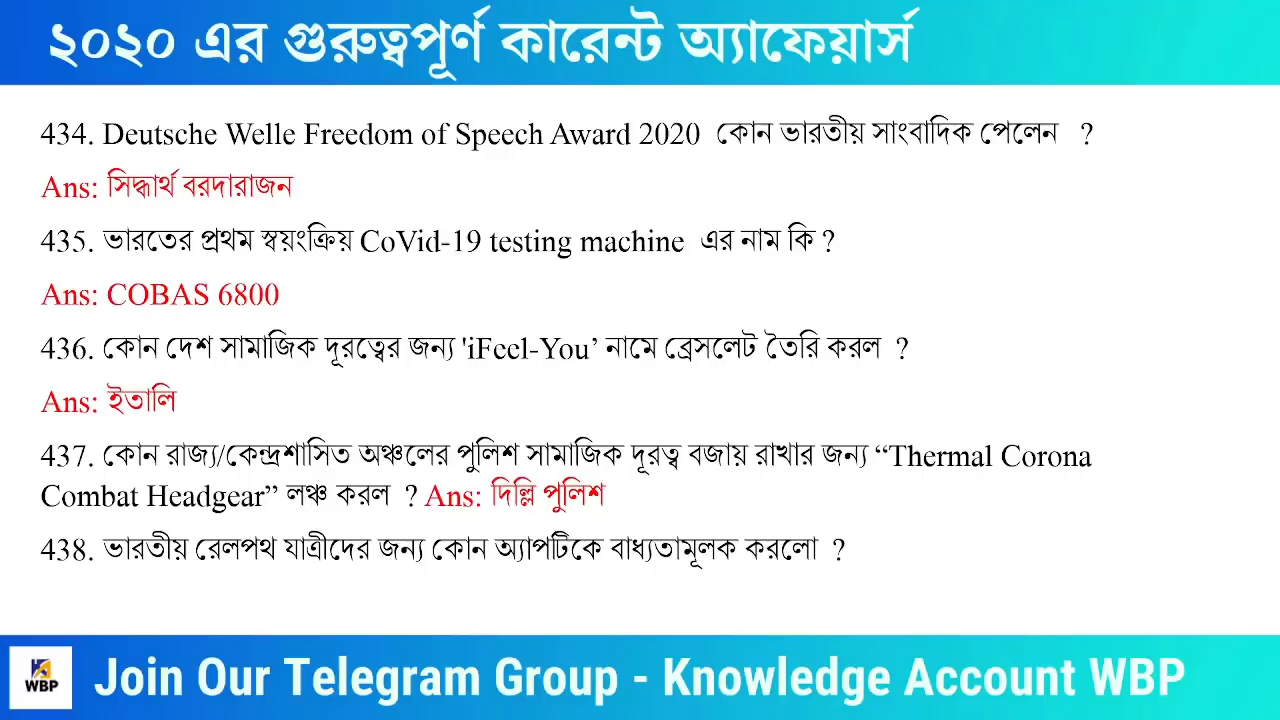 ২০২০ এর গুরুত্বপূর্ণ কারেন্ট অ্যাফেয়ার্স
434. Deutsche Welle Freedom of Speech Award 2020 কোন ভারতীয় সাংবাদিক পেলেন ?
Ans: সিদ্ধার্থ বরদারাজন
435. ভারতের প্রথম স্বয়ংক্রিয় CoVid-19 testing machine এর নাম কি ?
Ans: COBAS 6800
436. কোন দেশ সামাজিক দূরত্বের জন্য 'iFeel-You’ নামে ব্রেসলেট তৈরি করল ?
Ans: ইতালি
437. কোন রাজ্য/কেন্দ্রশাসিত অঞ্চলের পুলিশ সামাজিক দূরত্ব বজায় রাখার জন্য “Thermal Corona
Combat Headgear” লঞ্চ করল ? Ans: দিল্লি পুলিশ
438. ভারতীয় রেলপথ যাত্রীদের জন্য কোন অ্যাপটিকে বাধ্যতামূলক করলো ?
WBP
Join Our Telegram Group - Knowledge Account WBP